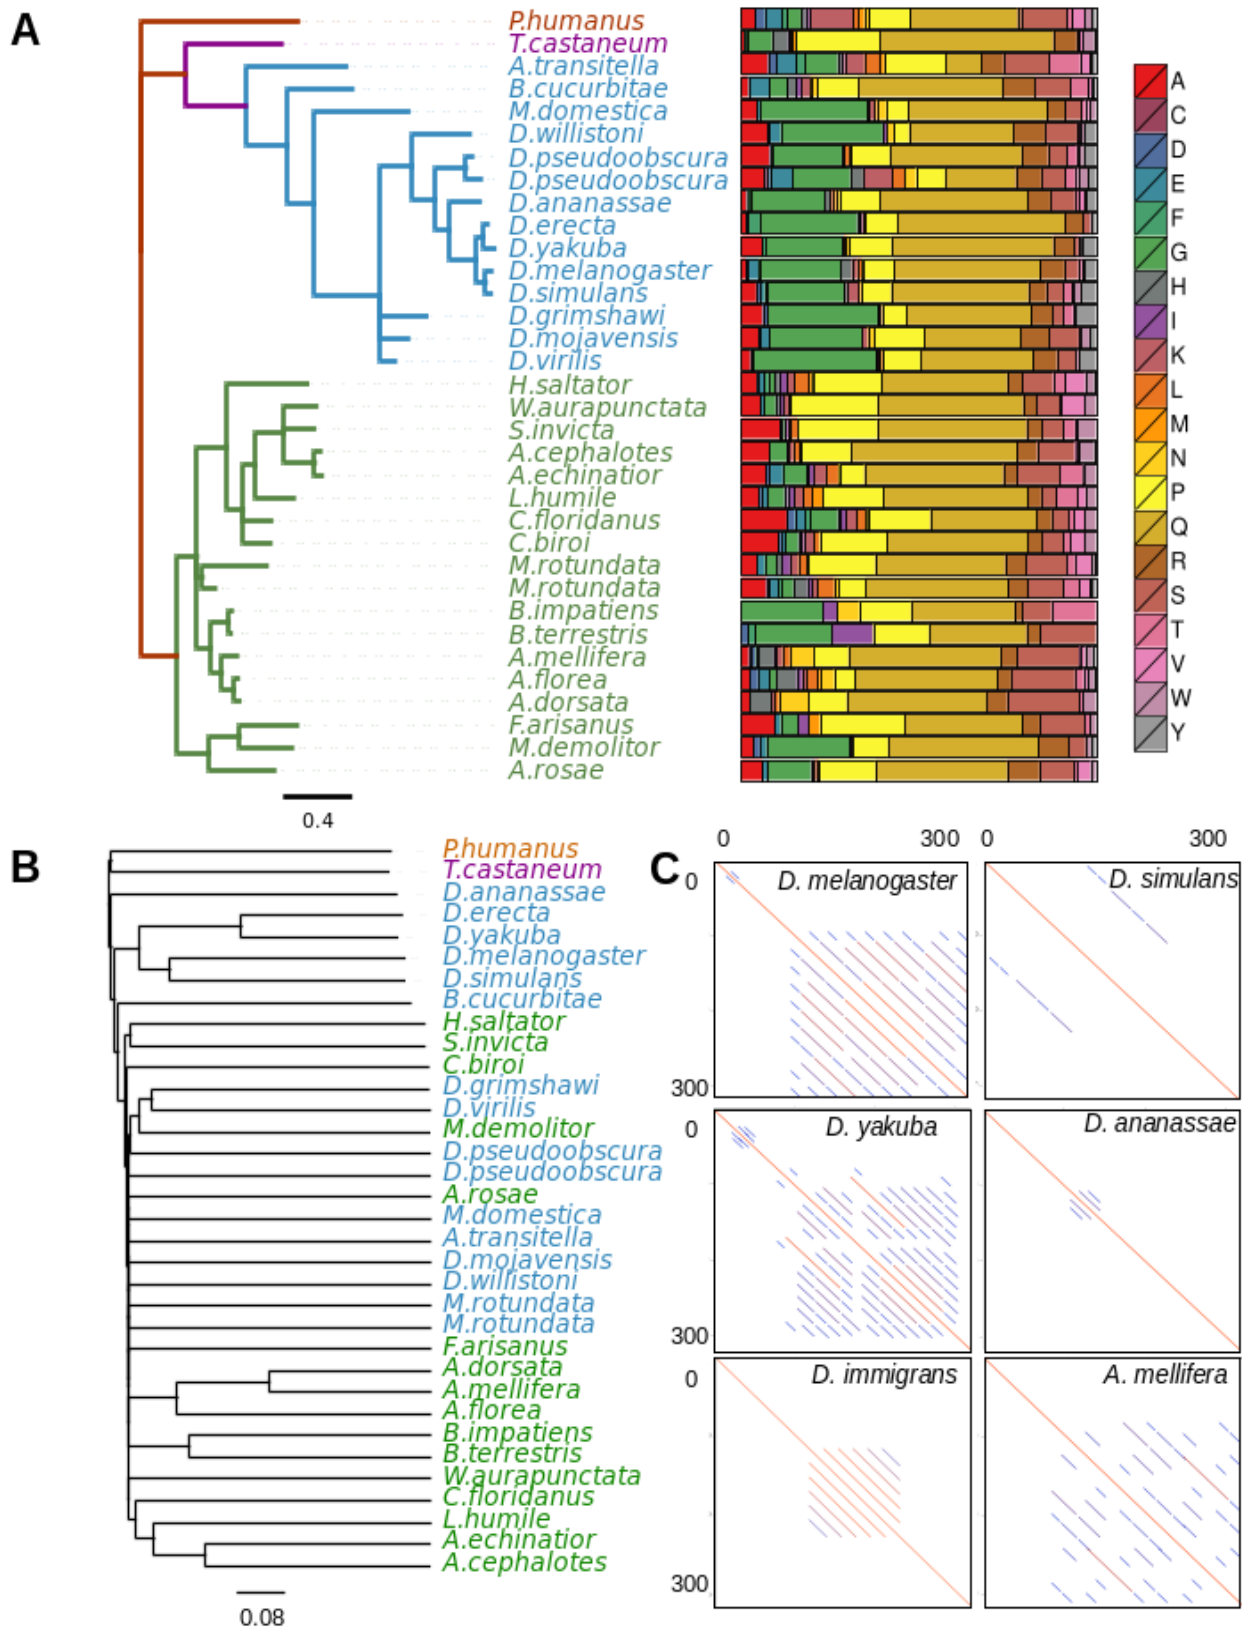 A
P.humanus
T.castaneum
A.transitella
B.cucurbitae
M.domestica
D.willistoni
D.pseudoobscura
D.pseudoobscura
D.ananassae
D.erecta
D.yakuba
D.melanogaster
D.simulans
D.grimshawi
D.mojavensis
D.virilis
H.saltator
W.aurapunctata
S.invicta
A.cephalotes
A.echinatior
L.humile
C.floridanus
C.biroi
M.rotundata
M.rotundata
B.impatiens
B.terrestris
A.mellifera
A.florea
A.dorsata
F.arisanus
M.demolitor
A.rosae
0.4
A
C
D
E
F
G
H
I
K
L
M
N
P
Q
R
S
T
V
W
Y
B
P.humanus
T.castaneum
D.ananassae
D.erecta
D.yakuba
D.melanogaster
D.simulans
B.cucurbitae
H.saltator
S.invicta
C.biroi
D.grimshawi
D.virilis
M.demolitor
D.pseudoobscura
D.pseudoobscura
A.rosae
M.domestica
A.transitella
D.mojavensis
D.willistoni
M.rotundata
M.rotundata
F.arisanus
A.dorsata
A.mellifera
A.florea
B.impatiens
B.terrestris
W.aurapunctata
C.floridanus
L.humile
A.echinatior
A.cephalotes
0.08
C
0 300 0 300
0 D. melanogaster D. simulans
300
0 D. yakuba D. ananassae
300
0 D. immigrans A. mellifera
300